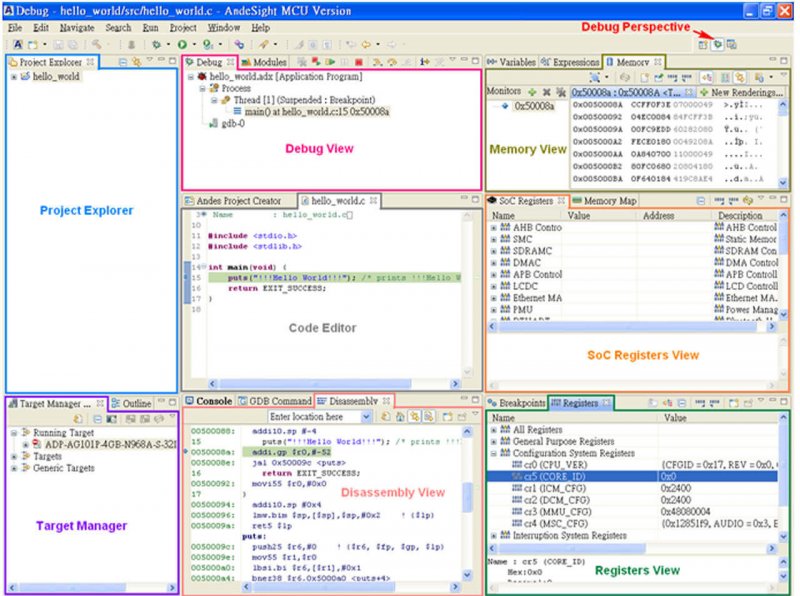 Debug - hello_world/src/hello_world.c - AndeSight MCU Version
File Edit Navigate Search Run Project Window Help
Debug Perspective
Project Explorer
hello_world
Project Explorer
Debug Modules
hello_world.adx [Application Program]
Process
Thread [1] (Suspended : Breakpoint)
main() at hello_world.c:15 0x50008a
gdb-0
Debug View
Variables Expressions Memory
Monitors
0x50008a : 0x50008A <T...
New Renderings...
0x50008a
0x0050008A CCFF0F3E 07000049
0x00500092 04EC0084 84FCFF3B
0x0050009A 00FC9EDD 60282080
0x005000A2 FECE0180 0049208A
0x005000AA 0A840700 11000049
0x005000B2 80FC0680 20804180
0x005000BA 0F640184 419C8AE4
Memory View
Andes Project Creator hello_world.c
3 Name : hello_world.c
10
11 #include <stdio.h>
12 #include <stdlib.h>
13
14 int main(void) {
15 puts("!!!Hello World!!!"); /* prints !!!Hello W
16 return EXIT_SUCCESS;
17 }
18
Code Editor
SoC Registers Memory Map
Name Value Address Description
AHB Contro AHB Control
SMC Static Memor
SDRAMC SDRAM Con
DMAC DMA Control
APB Control APB Control
LCDC LCD Control
Ethernet MA Ethernet MA.
PMU Power Manag
SoC Registers View
Target Manager ... Outline
Running Target
ADP-AG101P-4GB-N968A-S-32I
Targets
Generic Targets
Target Manager
Console GDB Command Disassembly
Enter location here
00500088: addi10.sp #-4
15 puts("!!!Hello World!!!"); /* prints !!!
0050008a: addi.gp $r0,#-52
0050008e: jal 0x50009c <puts>
16 return EXIT_SUCCESS;
00500092: movi55 $r0,#0x0
17 }
00500094: addi10.sp #0x4
00500096: lmw.bim $sp,[$sp],$sp,#0x2 ! {$lp}
0050009a: ret5 $lp
puts:
0050009c: push25 $r6,#0 ! {$r6, $fp, $gp, $lp}
0050009e: mov55 $r1,$r0
005000a0: lbsi.bi $r6,[$r1],#0x1
005000a4: bnez38 $r6,0x5000a0 <puts+4>
Disassembly View
Breakpoints Registers
Name Value
All Registers
General Purpose Registers
Configuration System Registers
cr0 (CPU_VER) (CFGID = 0x17, REV = 0x0, C
cr5 (CORE_ID) 0x0
cr1 (ICM_CFG) 0x2400
cr2 (DCM_CFG) 0x2400
cr3 (MMU_CFG) 0x48080004
cr4 (MSC_CFG) (0x12851f9, AUDIO = 0x3, E
Interruption System Registers
Name : cr5 (CORE_ID)
Hex:0x0
Registers View